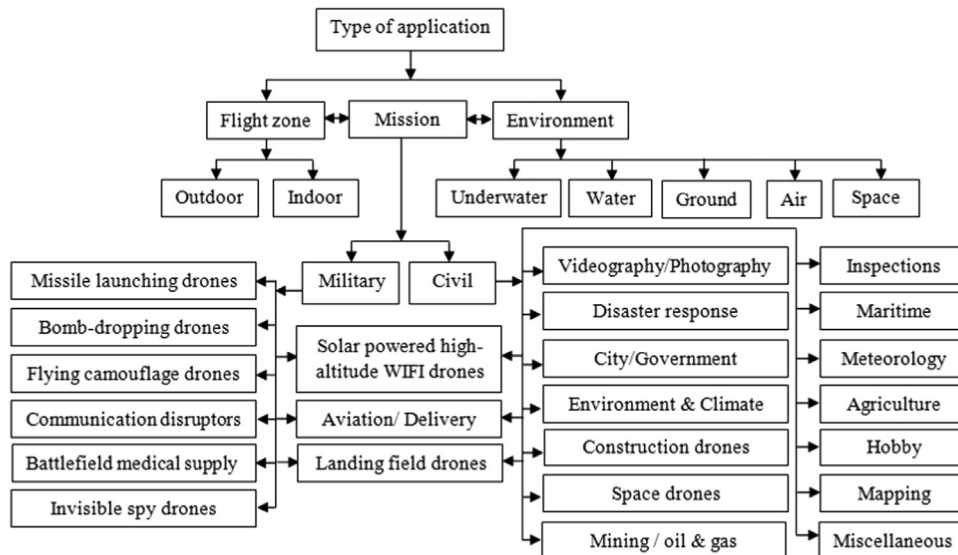 Type of application
Flight zone
Mission
Environment
Outdoor
Indoor
Underwater
Water
Ground
Air
Space
Military
Civil
Missile launching drones
Bomb-dropping drones
Flying camouflage drones
Communication disruptors
Battlefield medical supply
Invisible spy drones
Solar powered high-
altitude WIFI drones
Aviation/ Delivery
Landing field drones
Videography/Photography
Disaster response
City/Government
Environment & Climate
Construction drones
Space drones
Mining / oil & gas
Inspections
Maritime
Meteorology
Agriculture
Hobby
Mapping
Miscellaneous